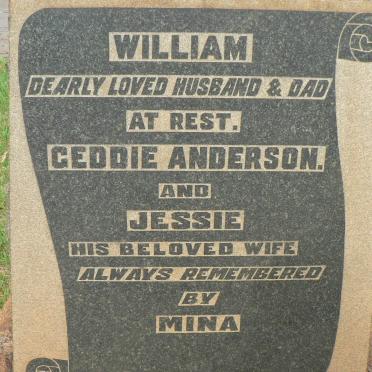 WILLIAM
DEARLY LOVED HUSBAND & DAD
AT REST.
GEDDIE ANDERSON.
AND
JESSIE
HIS BELOVED WIFE
ALWAYS REMEMBERED
BY
MINA